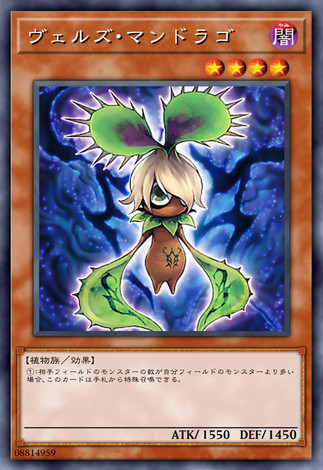 ヴェルズ・マンドラゴ
闇
やみ
【植物族／効果】
①：相手フィールドのモンスターの数が自分フィールドのモンスターより多い
場合、このカードは手札から特殊召喚できる。
ATK/ 1550 DEF/ 1450
08814959